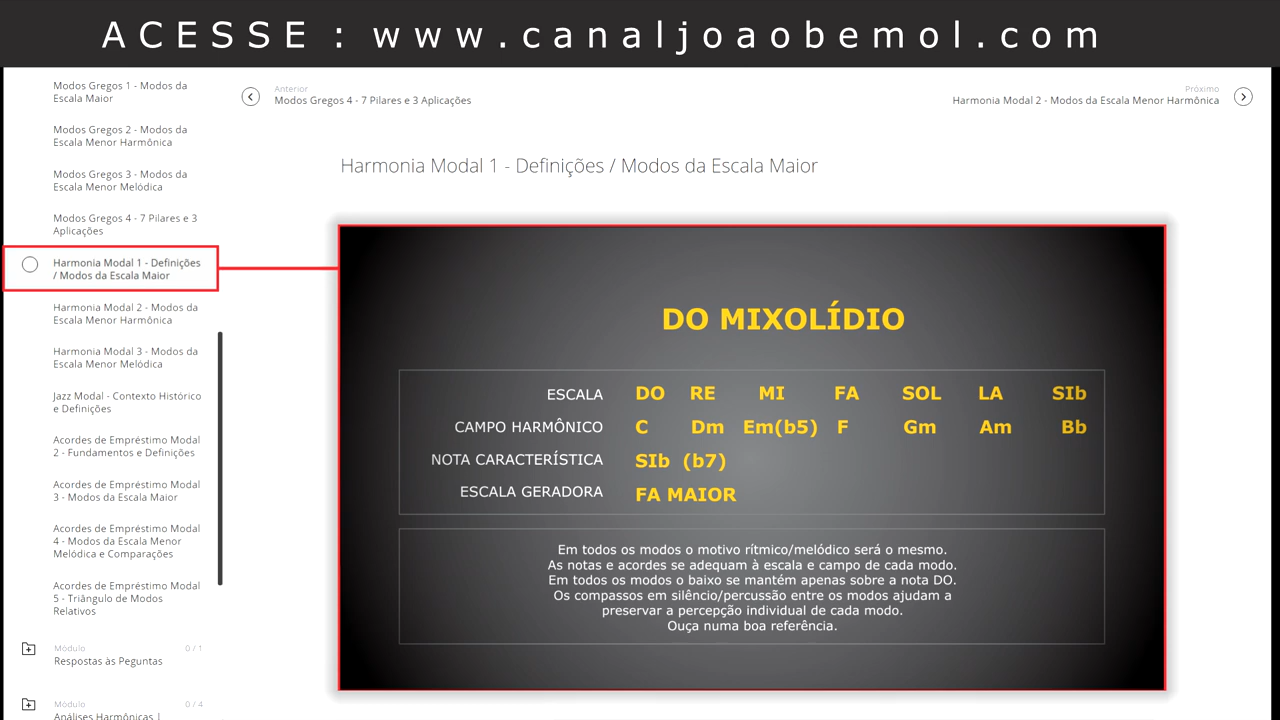 ACESSE : www.canaljoaobemol.com
Modos Gregos 1 - Modos da
Escala Maior
Modos Gregos 2 - Modos da
Escala Menor Harmônica
Modos Gregos 3 - Modos da
Escala Menor Melódica
Modos Gregos 4 - 7 Pilares e 3
Aplicações
Harmonia Modal 1 - Definições
/ Modos da Escala Maior
Harmonia Modal 2 - Modos da
Escala Menor Harmônica
Harmonia Modal 3 - Modos da
Escala Menor Melódica
Jazz Modal - Contexto Histórico
e Definições
Acordes de Empréstimo Modal
2 - Fundamentos e Definições
Acordes de Empréstimo Modal
3 - Modos da Escala Maior
Acordes de Empréstimo Modal
4 - Modos da Escala Menor
Melódica e Comparações
Acordes de Empréstimo Modal
5 - Triângulo de Modos
Relativos
Módulo 0 / 1
Respostas às Peguntas
Módulo 0 / 4
Análises Harmônicas |
Anterior
Modos Gregos 4 - 7 Pilares e 3 Aplicações
Próximo
Harmonia Modal 2 - Modos da Escala Menor Harmônica
Harmonia Modal 1 - Definições / Modos da Escala Maior
DO MIXOLÍDIO
ESCALA DO RE MI FA SOL LA SIb
CAMPO HARMÔNICO C Dm Em(b5) F Gm Am Bb
NOTA CARACTERÍSTICA SIb (b7)
ESCALA GERADORA FA MAIOR
Em todos os modos o motivo rítmico/melódico será o mesmo.
As notas e acordes se adequam à escala e campo de cada modo.
Em todos os modos o baixo se mantém apenas sobre a nota DO.
Os compassos em silêncio/percussão entre os modos ajudam a
preservar a percepção individual de cada modo.
Ouça numa boa referência.